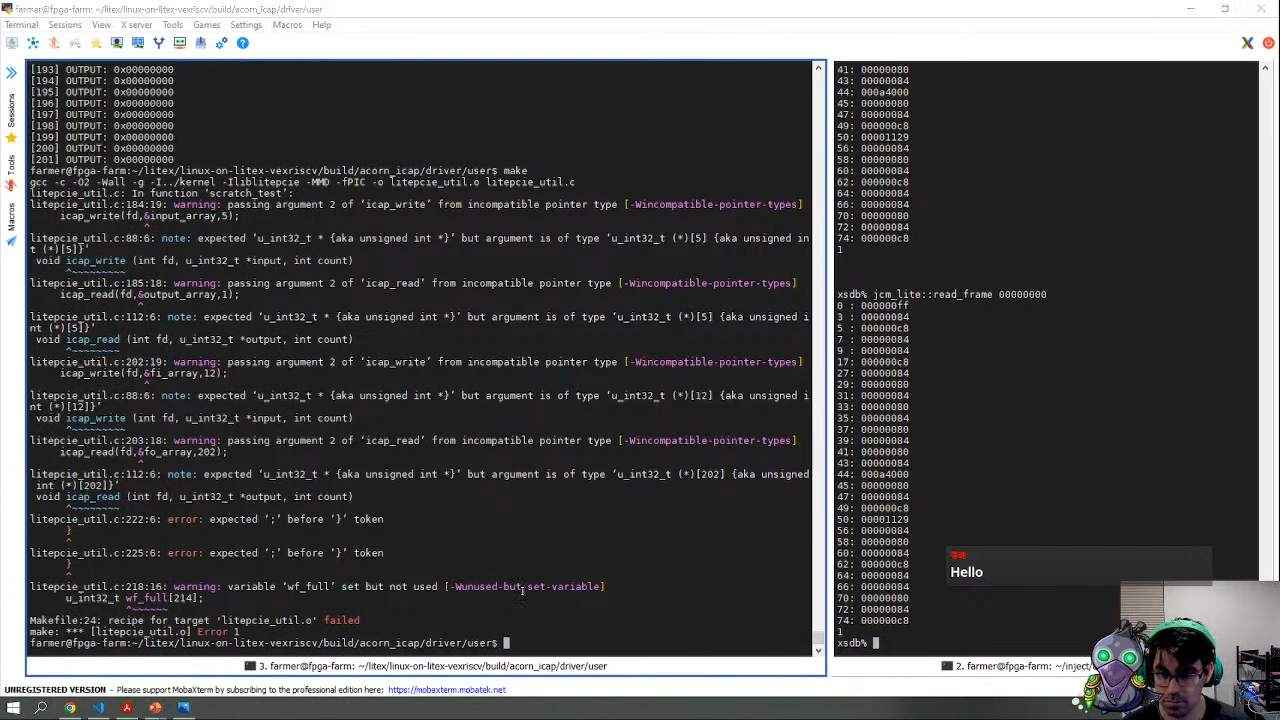 farmer@fpga-farm: ~/litex/linux-on-litex-vexriscv/build/acorn_icap/driver/user
Terminal Sessions View X server Tools Games Settings Macros Help
Sessions
Tools
Macros
[193] OUTPUT: 0x00000000
[194] OUTPUT: 0x00000000
[195] OUTPUT: 0x00000000
[196] OUTPUT: 0x00000000
[197] OUTPUT: 0x00000000
[198] OUTPUT: 0x00000000
[199] OUTPUT: 0x00000000
[200] OUTPUT: 0x00000000
[201] OUTPUT: 0x00000000
farmer@fpga-farm:~/litex/linux-on-litex-vexriscv/build/acorn_icap/driver/user$ make
gcc -c -O2 -Wall -g -I../kernel -Iliblitepcie -MMD -fPIC -o litepcie_util.o litepcie_util.c
litepcie_util.c: In function 'scratch_test':
litepcie_util.c:184:19: warning: passing argument 2 of 'icap_write' from incompatible pointer type [-Wincompatible-pointer-types]
icap_write(fd,&input_array,5);
^
litepcie_util.c:88:6: note: expected 'u_int32_t * {aka unsigned int *}' but argument is of type 'u_int32_t (*)[5] {aka unsigned in
t (*)[5]}'
void icap_write (int fd, u_int32_t *input, int count)
^~~~~~~~~~
litepcie_util.c:185:18: warning: passing argument 2 of 'icap_read' from incompatible pointer type [-Wincompatible-pointer-types]
icap_read(fd,&output_array,1);
^
litepcie_util.c:112:6: note: expected 'u_int32_t * {aka unsigned int *}' but argument is of type 'u_int32_t (*)[5] {aka unsigned i
nt (*)[5]}'
void icap_read (int fd, u_int32_t *output, int count)
^~~~~~~~~
litepcie_util.c:202:19: warning: passing argument 2 of 'icap_write' from incompatible pointer type [-Wincompatible-pointer-types]
icap_write(fd,&fi_array,12);
^
litepcie_util.c:88:6: note: expected 'u_int32_t * {aka unsigned int *}' but argument is of type 'u_int32_t (*)[12] {aka unsigned i
nt (*)[12]}'
void icap_write (int fd, u_int32_t *input, int count)
^~~~~~~~~~
litepcie_util.c:203:18: warning: passing argument 2 of 'icap_read' from incompatible pointer type [-Wincompatible-pointer-types]
icap_read(fd,&fo_array,202);
^
litepcie_util.c:112:6: note: expected 'u_int32_t * {aka unsigned int *}' but argument is of type 'u_int32_t (*)[202] {aka unsigned
int (*)[202]}'
void icap_read (int fd, u_int32_t *output, int count)
^~~~~~~~~
litepcie_util.c:222:6: error: expected ';' before '}' token
}
^
litepcie_util.c:225:6: error: expected ';' before '}' token
}
^
litepcie_util.c:218:16: warning: variable 'wf_full' set but not used [-Wunused-but-set-variable]
u_int32_t wf_full[214];
^~~~~~~
Makefile:24: recipe for target 'litepcie_util.o' failed
make: *** [litepcie_util.o] Error 1
farmer@fpga-farm:~/litex/linux-on-litex-vexriscv/build/acorn_icap/driver/user$
3. farmer@fpga-farm: ~/litex/linux-on-litex-vexriscv/build/acorn_icap/driver/user
41: 00000080
43: 00000084
44: 000a4000
45: 00000080
47: 00000084
49: 000000c8
50: 00001129
56: 00000084
58: 00000080
60: 00000084
62: 000000c8
64: 00000084
66: 00000084
70: 00000080
72: 00000084
74: 000000c8
1
xsdb% jcm_lite::read_frame 00000000
0 : 000000ff
3 : 00000084
5 : 000000c8
7 : 00000084
9 : 00000084
17: 000000c8
27: 00000084
29: 00000080
31: 00000084
33: 00000080
35: 00000084
37: 00000080
39: 00000084
41: 00000080
43: 00000084
44: 000a4000
45: 00000080
47: 00000084
49: 000000c8
50: 00001129
56: 00000084
58: 00000080
60: 00000084
62: 000000c8
64: 00000084
66: 00000084
70: 00000080
72: 00000084
74: 000000c8
1
xsdb%
Hello
2. farmer@fpga-farm: ~/inject/
UNREGISTERED VERSION - Please support MobaXterm by subscribing to the professional edition here: https://mobaxterm.mobatek.net